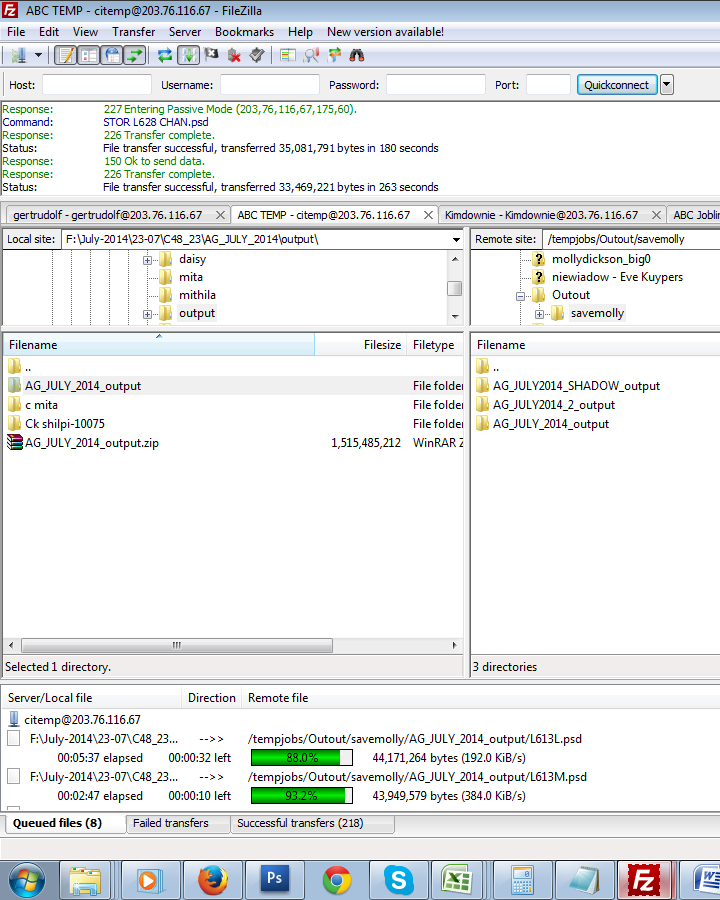 ABC TEMP - citemp@203.76.116.67 - FileZilla
File Edit View Transfer Server Bookmarks Help New version available!
Host: Username: Password: Port: Quickconnect
Response: 227 Entering Passive Mode (203,76,116,67,175,60).
Command: STOR L628 CHAN.psd
Response: 226 Transfer complete.
Status: File transfer successful, transferred 35,081,791 bytes in 180 seconds
Response: 150 Ok to send data.
Response: 226 Transfer complete.
Status: File transfer successful, transferred 33,469,221 bytes in 263 seconds
gertrudolf - gertrudolf@203.76.116.67 ABC TEMP - citemp@203.76.116.67 Kimdownie - Kimdownie@203.76.116.67 ABC Joblin
Local site: F:\July-2014\23-07\C48_23\AG_JULY_2014\output\
daisy
mita
mithila
output
Remote site: /tempjobs/Outout/savemolly
mollydickson_big0
niewiadow - Eve Kuypers
Outout
savemolly
Filename Filesize Filetype
..
AG_JULY_2014_output File folder
c mita File folder
Ck shilpi-10075 File folder
AG_JULY_2014_output.zip 1,515,485,212 WinRAR Z
Selected 1 directory.
Filename
..
AG_JULY2014_SHADOW_output
AG_JULY2014_2_output
AG_JULY_2014_output
3 directories
Server/Local file Direction Remote file
citemp@203.76.116.67
F:\July-2014\23-07\C48_23... -->> /tempjobs/Outout/savemolly/AG_JULY_2014_output/L613L.psd
00:05:37 elapsed 00:00:32 left 88.0% 44,171,264 bytes (192.0 KiB/s)
F:\July-2014\23-07\C48_23... -->> /tempjobs/Outout/savemolly/AG_JULY_2014_output/L613M.psd
00:02:47 elapsed 00:00:10 left 93.2% 43,949,579 bytes (384.0 KiB/s)
Queued files (8) Failed transfers Successful transfers (218)
Ps